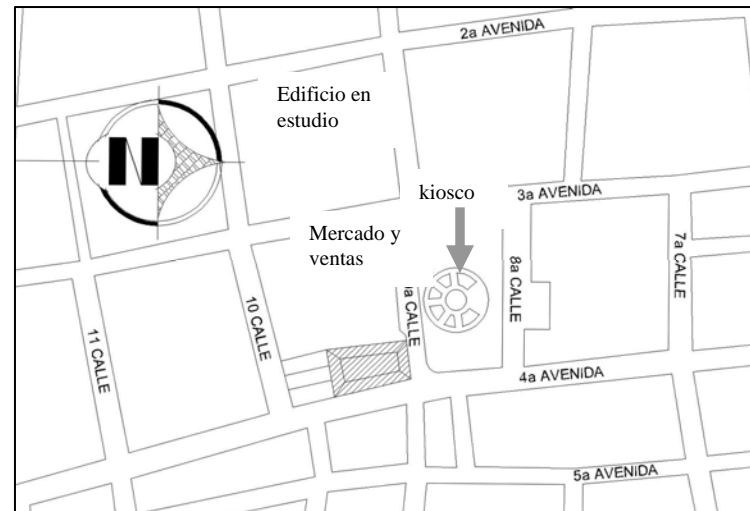 2a AVENIDA
Edificio en
estudio
N
kiosco
3a AVENIDA
Mercado y
ventas
8a CALLE
7a CALLE
a CALLE
10 CALLE
11 CALLE
4a AVENIDA
5a AVENIDA